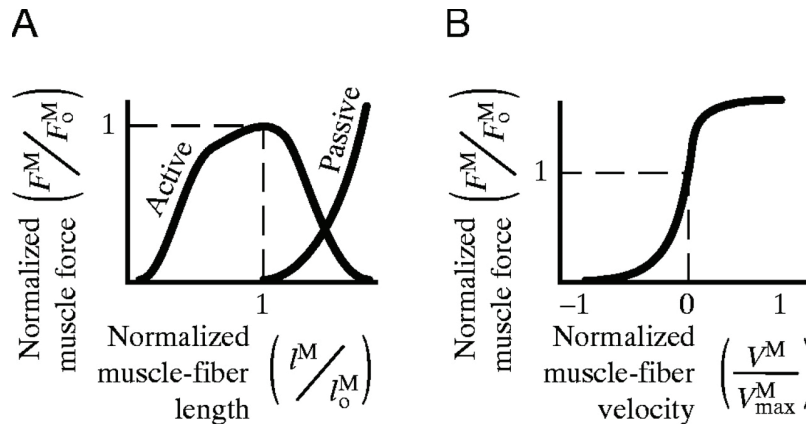 A
Normalized
muscle force (F^M/F_o^M)
1
Active
Passive
1
Normalized
muscle-fiber
length (l^M/l_o^M)
B
Normalized
muscle force (F^M/F_o^M)
1
−1 0 1
Normalized
muscle-fiber
velocity (V^M/V_max^M)